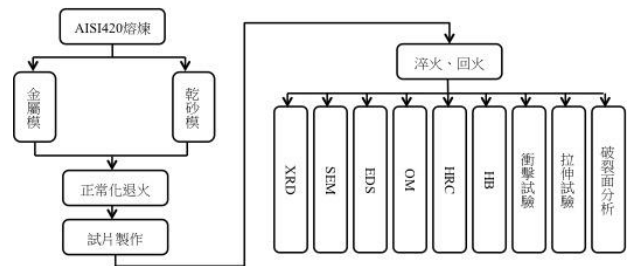 AISI420熔煉
金屬模
乾砂模
正常化退火
試片製作
淬火、回火
XRD
SEM
EDS
OM
HRC
HB
衝擊試驗
拉伸試驗
破裂面分析